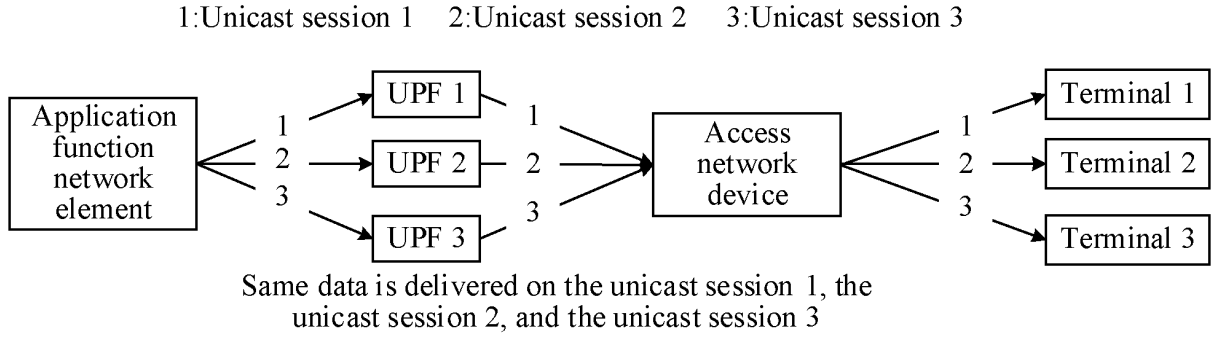 1:Unicast session 1 2:Unicast session 2 3:Unicast session 3
Application
function
network
element
1
2
3
UPF 1
UPF 2
UPF 3
1
2
3
Access
network
device
1
2
3
Terminal 1
Terminal 2
Terminal 3
Same data is delivered on the unicast session 1, the
unicast session 2, and the unicast session 3